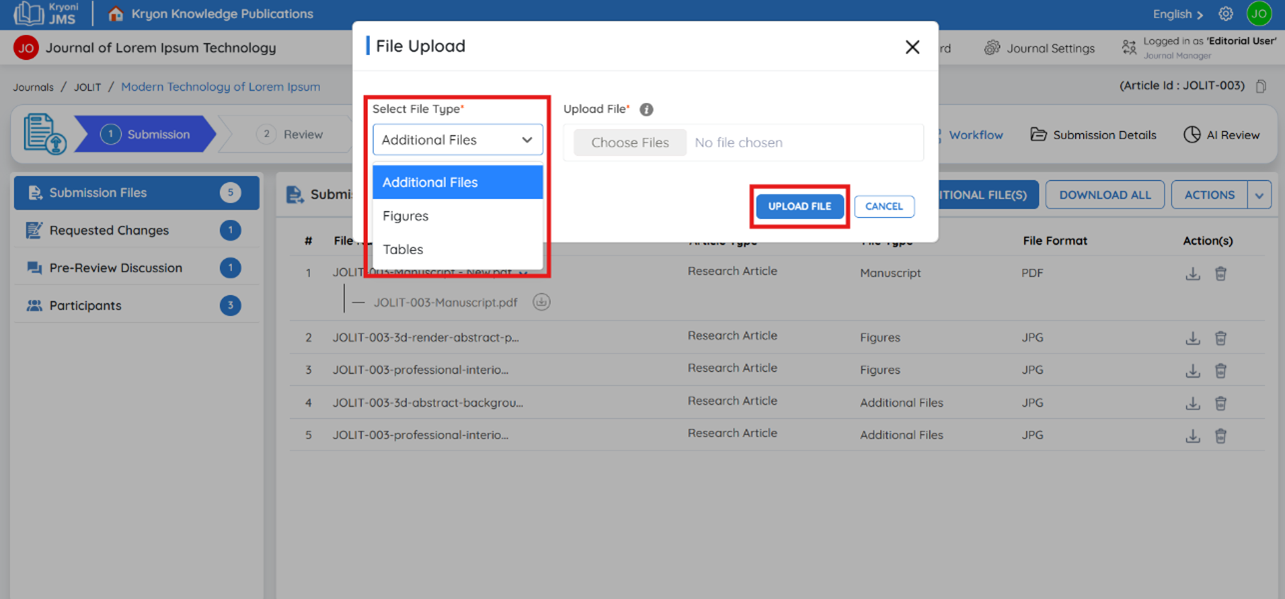 Kryoni JMS
Kryon Knowledge Publications
English
JO
JO
Journal of Lorem Ipsum Technology
rd
Journal Settings
Logged in as 'Editorial User'
Journal Manager
Journals / JOLIT / Modern Technology of Lorem Ipsum
(Article Id : JOLIT-003)
1 Submission
2 Review
Workflow
Submission Details
AI Review
File Upload
Select File Type*
Additional Files
Additional Files
Figures
Tables
Upload File*
Choose Files No file chosen
UPLOAD FILE
CANCEL
Submission Files 5
Requested Changes 1
Pre-Review Discussion 1
Participants 3
Submi
ITIONAL FILE(S)
DOWNLOAD ALL
ACTIONS
# File Article Type File Type File Format Action(s)
1 JOLIT-003-Manuscript - New.pdf Research Article Manuscript PDF
JOLIT-003-Manuscript.pdf
2 JOLIT-003-3d-render-abstract-p... Research Article Figures JPG
3 JOLIT-003-professional-interio... Research Article Figures JPG
4 JOLIT-003-3d-abstract-backgrou... Research Article Additional Files JPG
5 JOLIT-003-professional-interio... Research Article Additional Files JPG